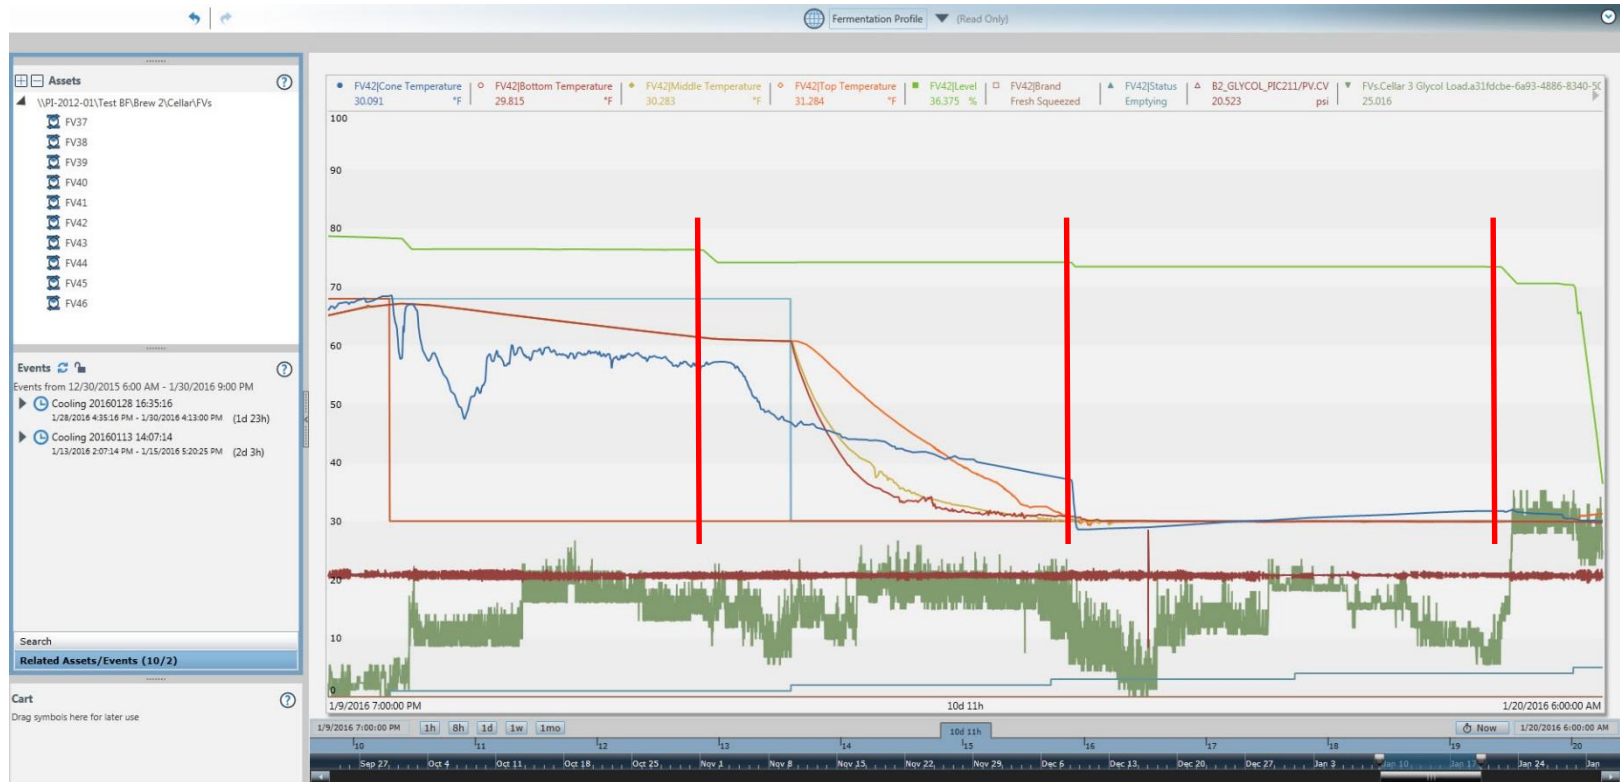 Fermentation Profile (Read Only)
Assets
\\PI-2012-01\Test BF\Brew 2\Cellar\FVs
FV37
FV38
FV39
FV40
FV41
FV42
FV43
FV44
FV45
FV46
Events
Events from 12/30/2015 6:00 AM - 1/30/2016 9:00 PM
Cooling 20160128 16:35:16
1/28/2016 4:35:16 PM - 1/30/2016 4:13:00 PM (1d 23h)
Cooling 20160113 14:07:14
1/13/2016 2:07:14 PM - 1/15/2016 5:20:25 PM (2d 3h)
Search
Related Assets/Events (10/2)
Cart
Drag symbols here for later use
FV42|Cone Temperature FV42|Bottom Temperature FV42|Middle Temperature FV42|Top Temperature FV42|Level FV42|Brand FV42|Status B2_GLYCOL_PIC211/PV.CV FVs.Cellar 3 Glycol Load.a31fdcbe-6a93-4886-8340-5
30.091 °F 29.815 °F 30.283 °F 31.284 °F 36.375 % Fresh Squeezed Emptying 20.523 psi 25.016
100
90
80
70
60
50
40
30
20
10
0
1/9/2016 7:00:00 PM 10d 11h 1/20/2016 6:00:00 AM
1/9/2016 7:00:00 PM 1h 8h 1d 1w 1mo 10d 11h Now 1/20/2016 6:00:00 AM
10 11 12 13 14 15 16 17 18 19 20
Sep 27 Oct 4 Oct 11 Oct 18 Oct 25 Nov 1 Nov 8 Nov 15 Nov 22 Nov 29 Dec 6 Dec 13 Dec 20 Dec 27 Jan 3 Jan 10 Jan 17 Jan 24 Jan